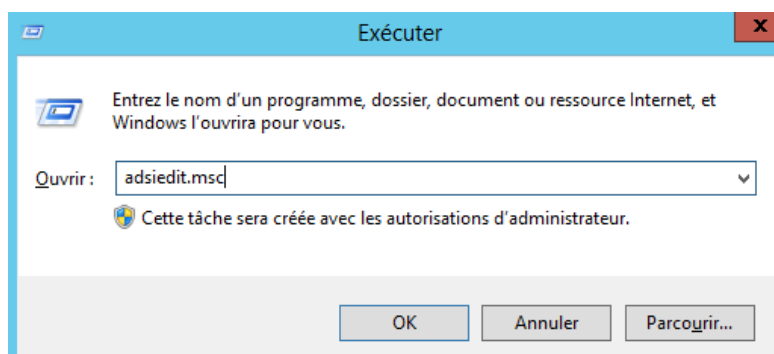 Exécuter
x
Entrez le nom d'un programme, dossier, document ou ressource Internet, et
Windows l'ouvrira pour vous.
Ouvrir : adsiedit.msc
Cette tâche sera créée avec les autorisations d'administrateur.
OK Annuler Parcourir...